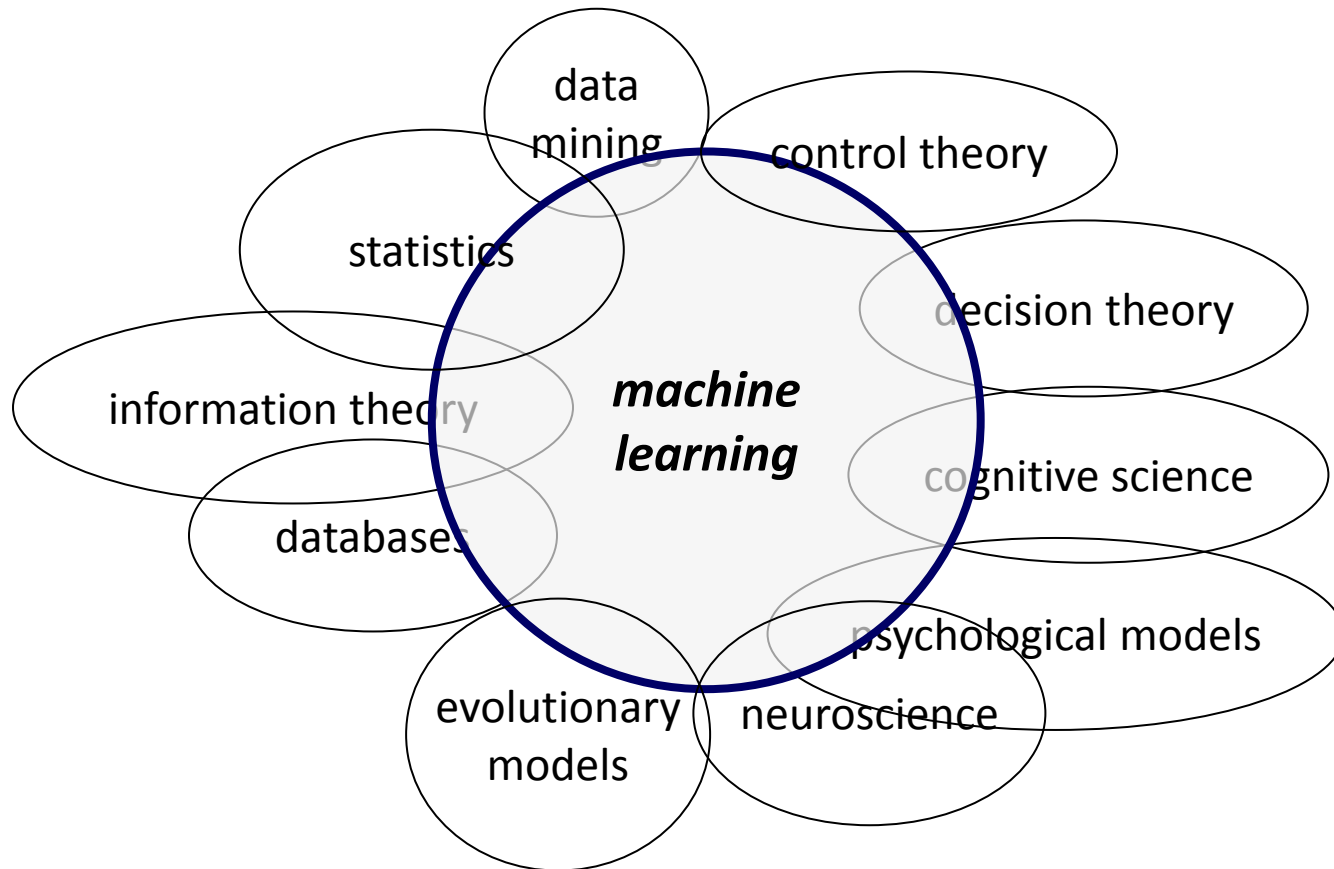 data
mining
control theory
statistics
decision theory
machine
learning
information theory
cognitive science
databases
psychological models
evolutionary
models
neuroscience